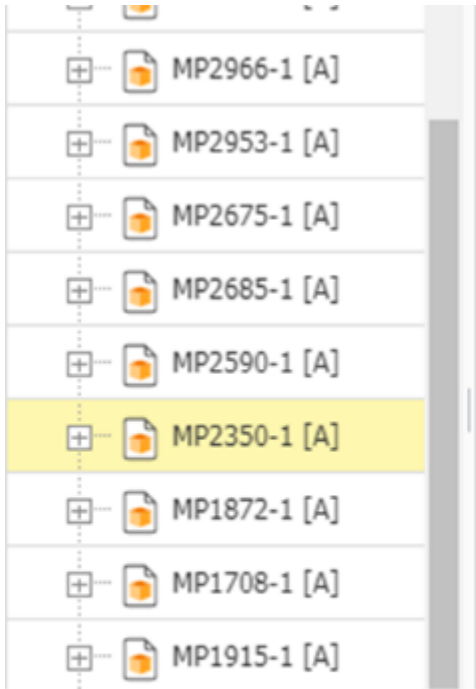 MP2966-1 [A]
MP2953-1 [A]
MP2675-1 [A]
MP2685-1 [A]
MP2590-1 [A]
MP2350-1 [A]
MP1872-1 [A]
MP1708-1 [A]
MP1915-1 [A]